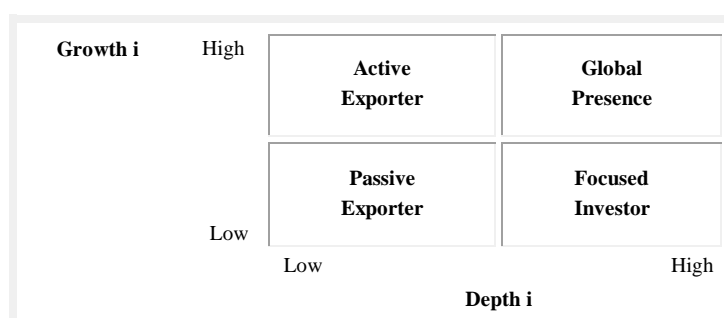 Growth i High
Active Global
Exporter Presence
Passive Focused
Exporter Investor
Low
Low High
Depth i